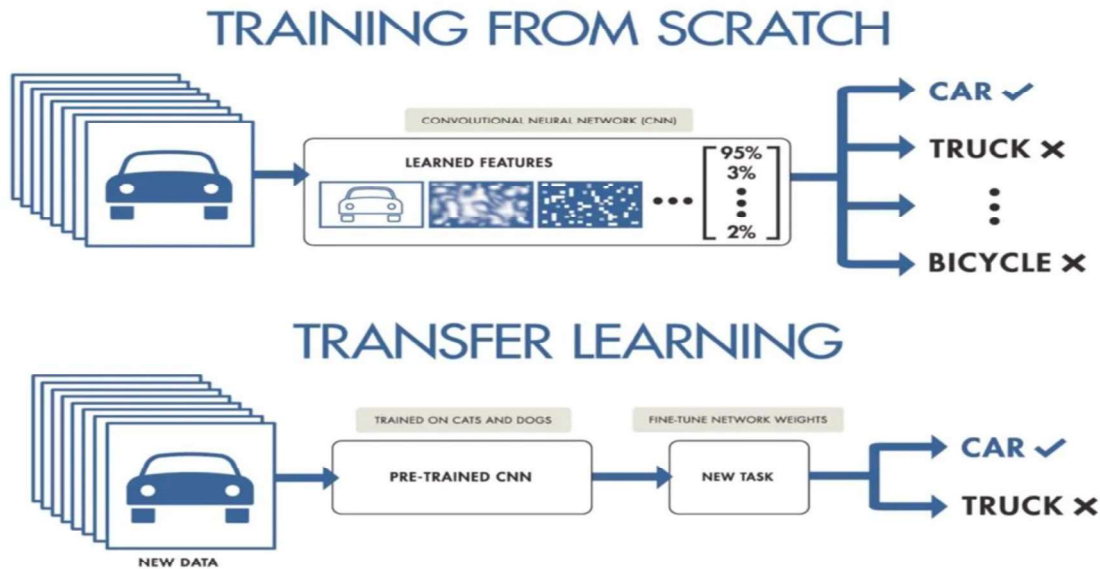 TRAINING FROM SCRATCH
CONVOLUTIONAL NEURAL NETWORK (CNN)
LEARNED FEATURES
95%
3%
2%
CAR
TRUCK
BICYCLE
TRANSFER LEARNING
TRAINED ON CATS AND DOGS
FINE-TUNE NETWORK WEIGHTS
PRE-TRAINED CNN
NEW TASK
CAR
TRUCK
NEW DATA